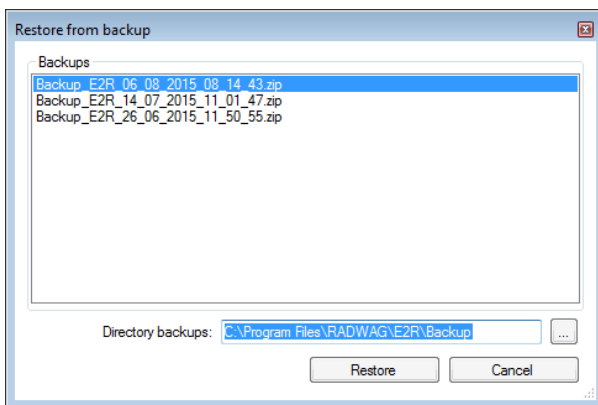 Restore from backup
Backups
Backup_E2R_06_08_2015_08_14_43.zip
Backup_E2R_14_07_2015_11_01_47.zip
Backup_E2R_26_06_2015_11_50_55.zip
Directory backups: C:\Program Files\RADWAG\E2R\Backup ...
Restore Cancel